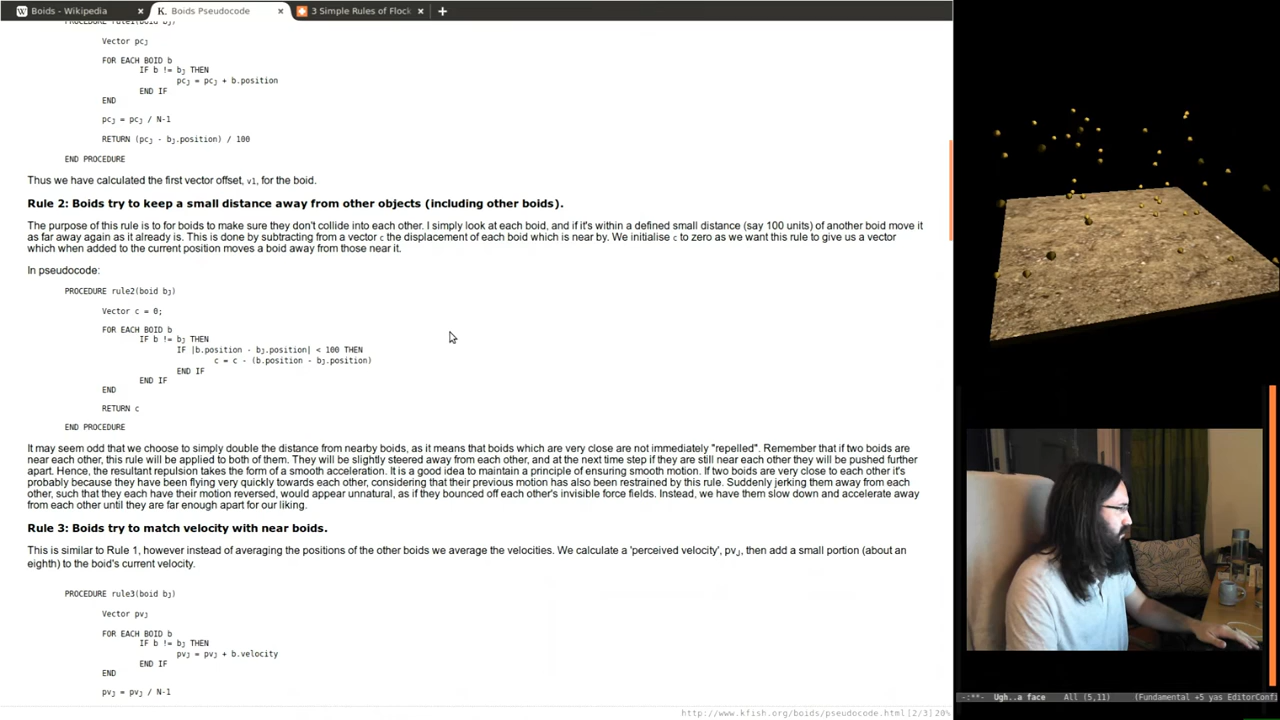 Boids - Wikipedia × K. Boids Pseudocode × 3 Simple Rules of Flock × +
PROCEDURE rule1(boid bJ)
Vector pcJ
FOR EACH BOID b
IF b != bJ THEN
pcJ = pcJ + b.position
END IF
END
pcJ = pcJ / N-1
RETURN (pcJ - bJ.position) / 100
END PROCEDURE
Thus we have calculated the first vector offset, v1, for the boid.
Rule 2: Boids try to keep a small distance away from other objects (including other boids).
The purpose of this rule is to for boids to make sure they don't collide into each other. I simply look at each boid, and if it's within a defined small distance (say 100 units) of another boid move it
as far away again as it already is. This is done by subtracting from a vector c the displacement of each boid which is near by. We initialise c to zero as we want this rule to give us a vector
which when added to the current position moves a boid away from those near it.
In pseudocode:
PROCEDURE rule2(boid bJ)
Vector c = 0;
FOR EACH BOID b
IF b != bJ THEN
IF |b.position - bJ.position| < 100 THEN
c = c - (b.position - bJ.position)
END IF
END IF
END
RETURN c
END PROCEDURE
It may seem odd that we choose to simply double the distance from nearby boids, as it means that boids which are very close are not immediately "repelled". Remember that if two boids are
near each other, this rule will be applied to both of them. They will be slightly steered away from each other, and at the next time step if they are still near each other they will be pushed further
apart. Hence, the resultant repulsion takes the form of a smooth acceleration. It is a good idea to maintain a principle of ensuring smooth motion. If two boids are very close to each other it's
probably because they have been flying very quickly towards each other, considering that their previous motion has also been restrained by this rule. Suddenly jerking them away from each
other, such that they each have their motion reversed, would appear unnatural, as if they bounced off each other's invisible force fields. Instead, we have them slow down and accelerate away
from each other until they are far enough apart for our liking.
Rule 3: Boids try to match velocity with near boids.
This is similar to Rule 1, however instead of averaging the positions of the other boids we average the velocities. We calculate a 'perceived velocity', pvJ, then add a small portion (about an
eighth) to the boid's current velocity.
PROCEDURE rule3(boid bJ)
Vector pvJ
FOR EACH BOID b
IF b != bJ THEN
pvJ = pvJ + b.velocity
END IF
END
pvJ = pvJ / N-1
http://www.kfish.org/boids/pseudocode.html[2/3]20%
-:**- Ugh..a face All (5,11) (Fundamental +5 yas EditorConfi